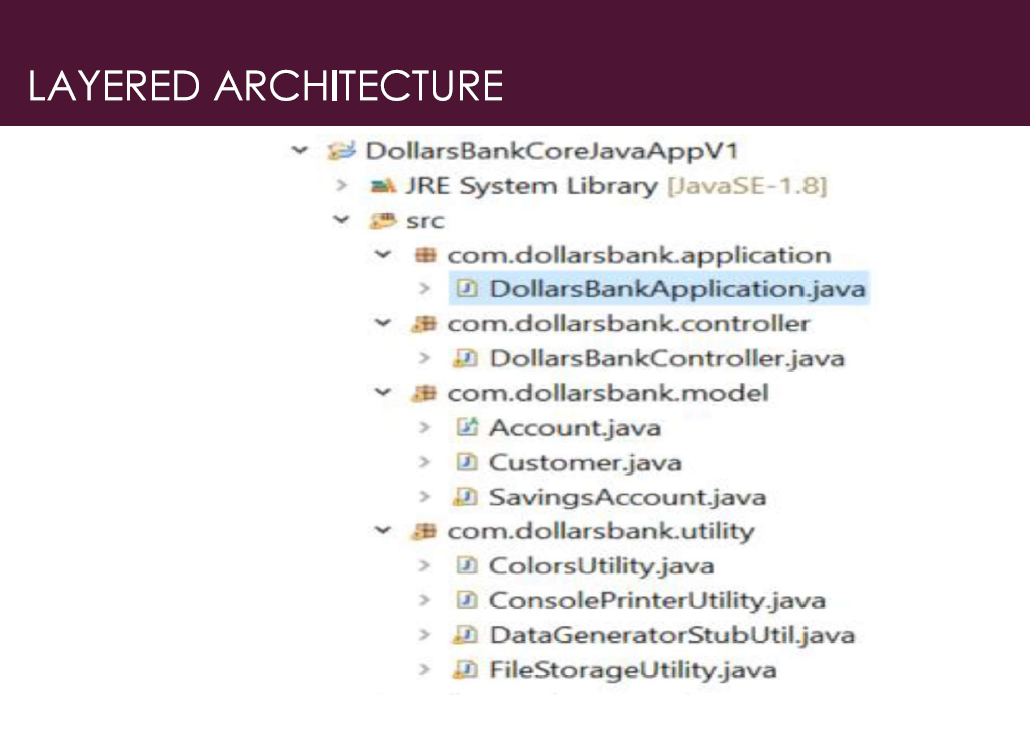 LAYERED ARCHITECTURE
DollarsBankCoreJavaAppV1
JRE System Library [JavaSE-1.8]
src
com.dollarsbank.application
DollarsBankApplication.java
com.dollarsbank.controller
DollarsBankController.java
com.dollarsbank.model
Account.java
Customer.java
SavingsAccount.java
com.dollarsbank.utility
ColorsUtility.java
ConsolePrinterUtility.java
DataGeneratorStubUtil.java
FileStorageUtility.java